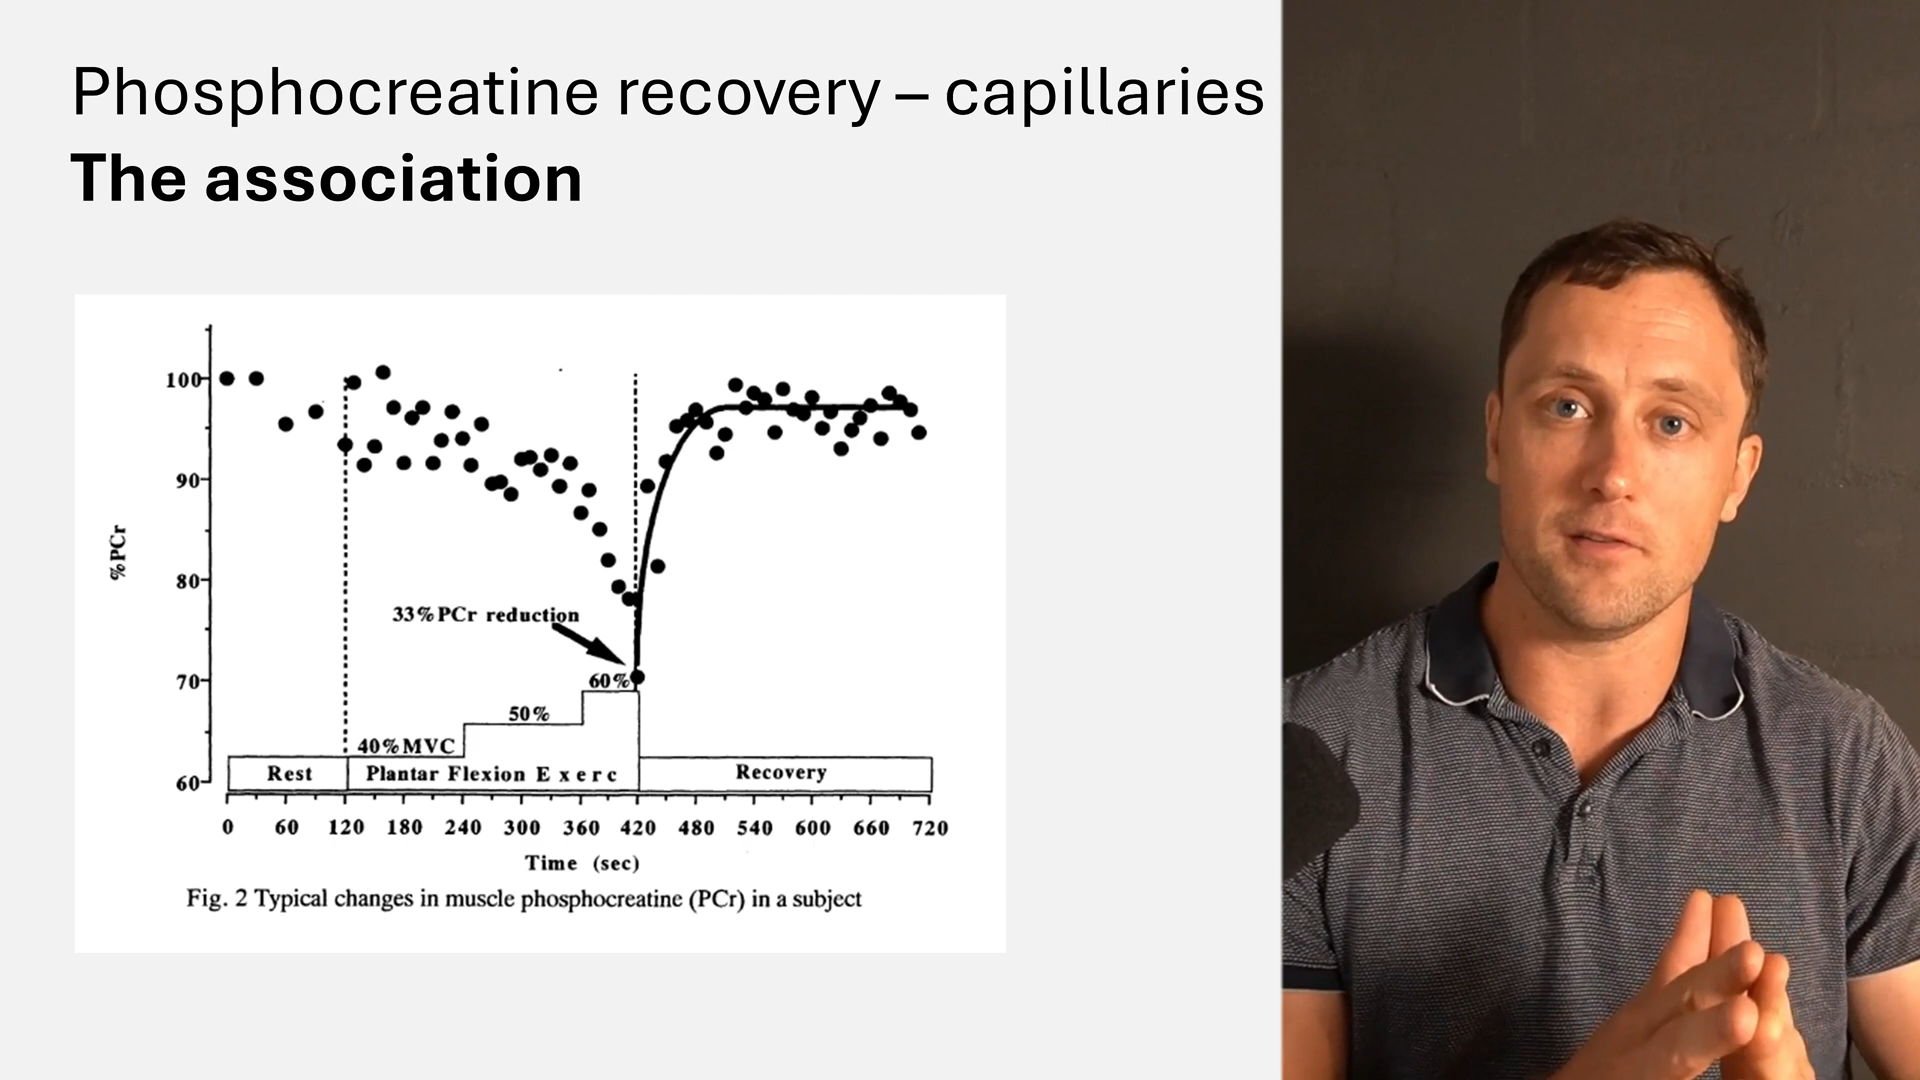 Phosphocreatine recovery – capillaries
The association
100
90
%PCr
80
33%PCr reduction
70
60%
50%
40%MVC
60
Rest
Plantar Flexion Exerc
Recovery
0 60 120 180 240 300 360 420 480 540 600 660 720
Time (sec)
Fig. 2 Typical changes in muscle phosphocreatine (PCr) in a subject